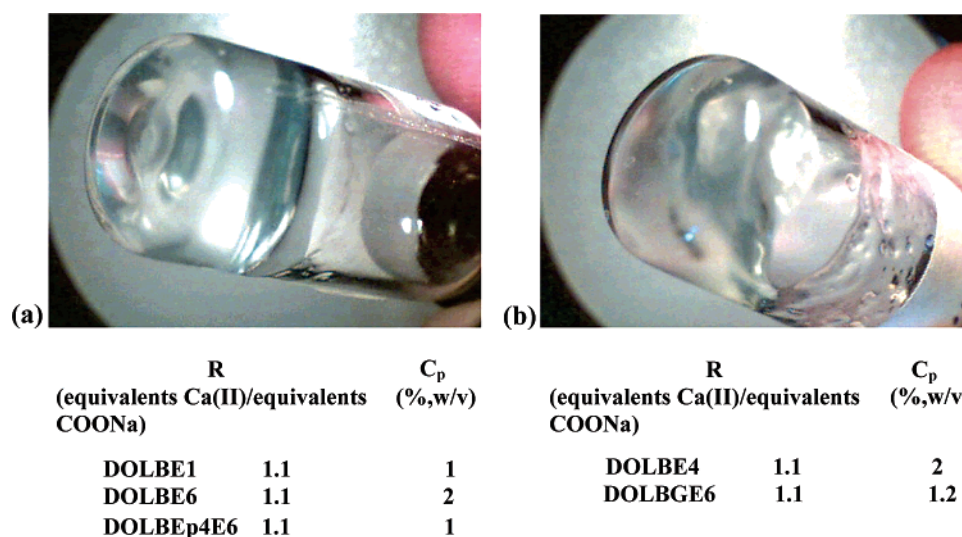 (a)
(b)
R
(equivalents Ca(II)/equivalents
COONa)
Cp
(%,w/v)
DOLBE1 1.1 1
DOLBE6 1.1 2
DOLBEp4E6 1.1 1
R
(equivalents Ca(II)/equivalents
COONa)
Cp
(%,w/v
DOLBE4 1.1 2
DOLBGE6 1.1 1.2